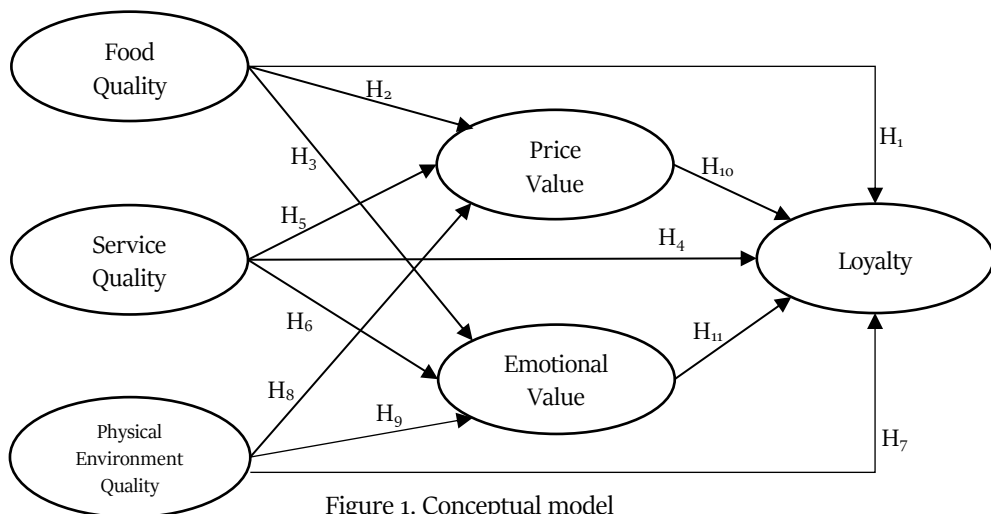 Food
Quality
H₂
H₁
H₃
Price
Value
H₁₀
H₅
Service
Quality
H₄
Loyalty
H₆
H₁₁
Emotional
Value
H₈
H₉
Physical
Environment
Quality
H₇
Figure 1. Conceptual model